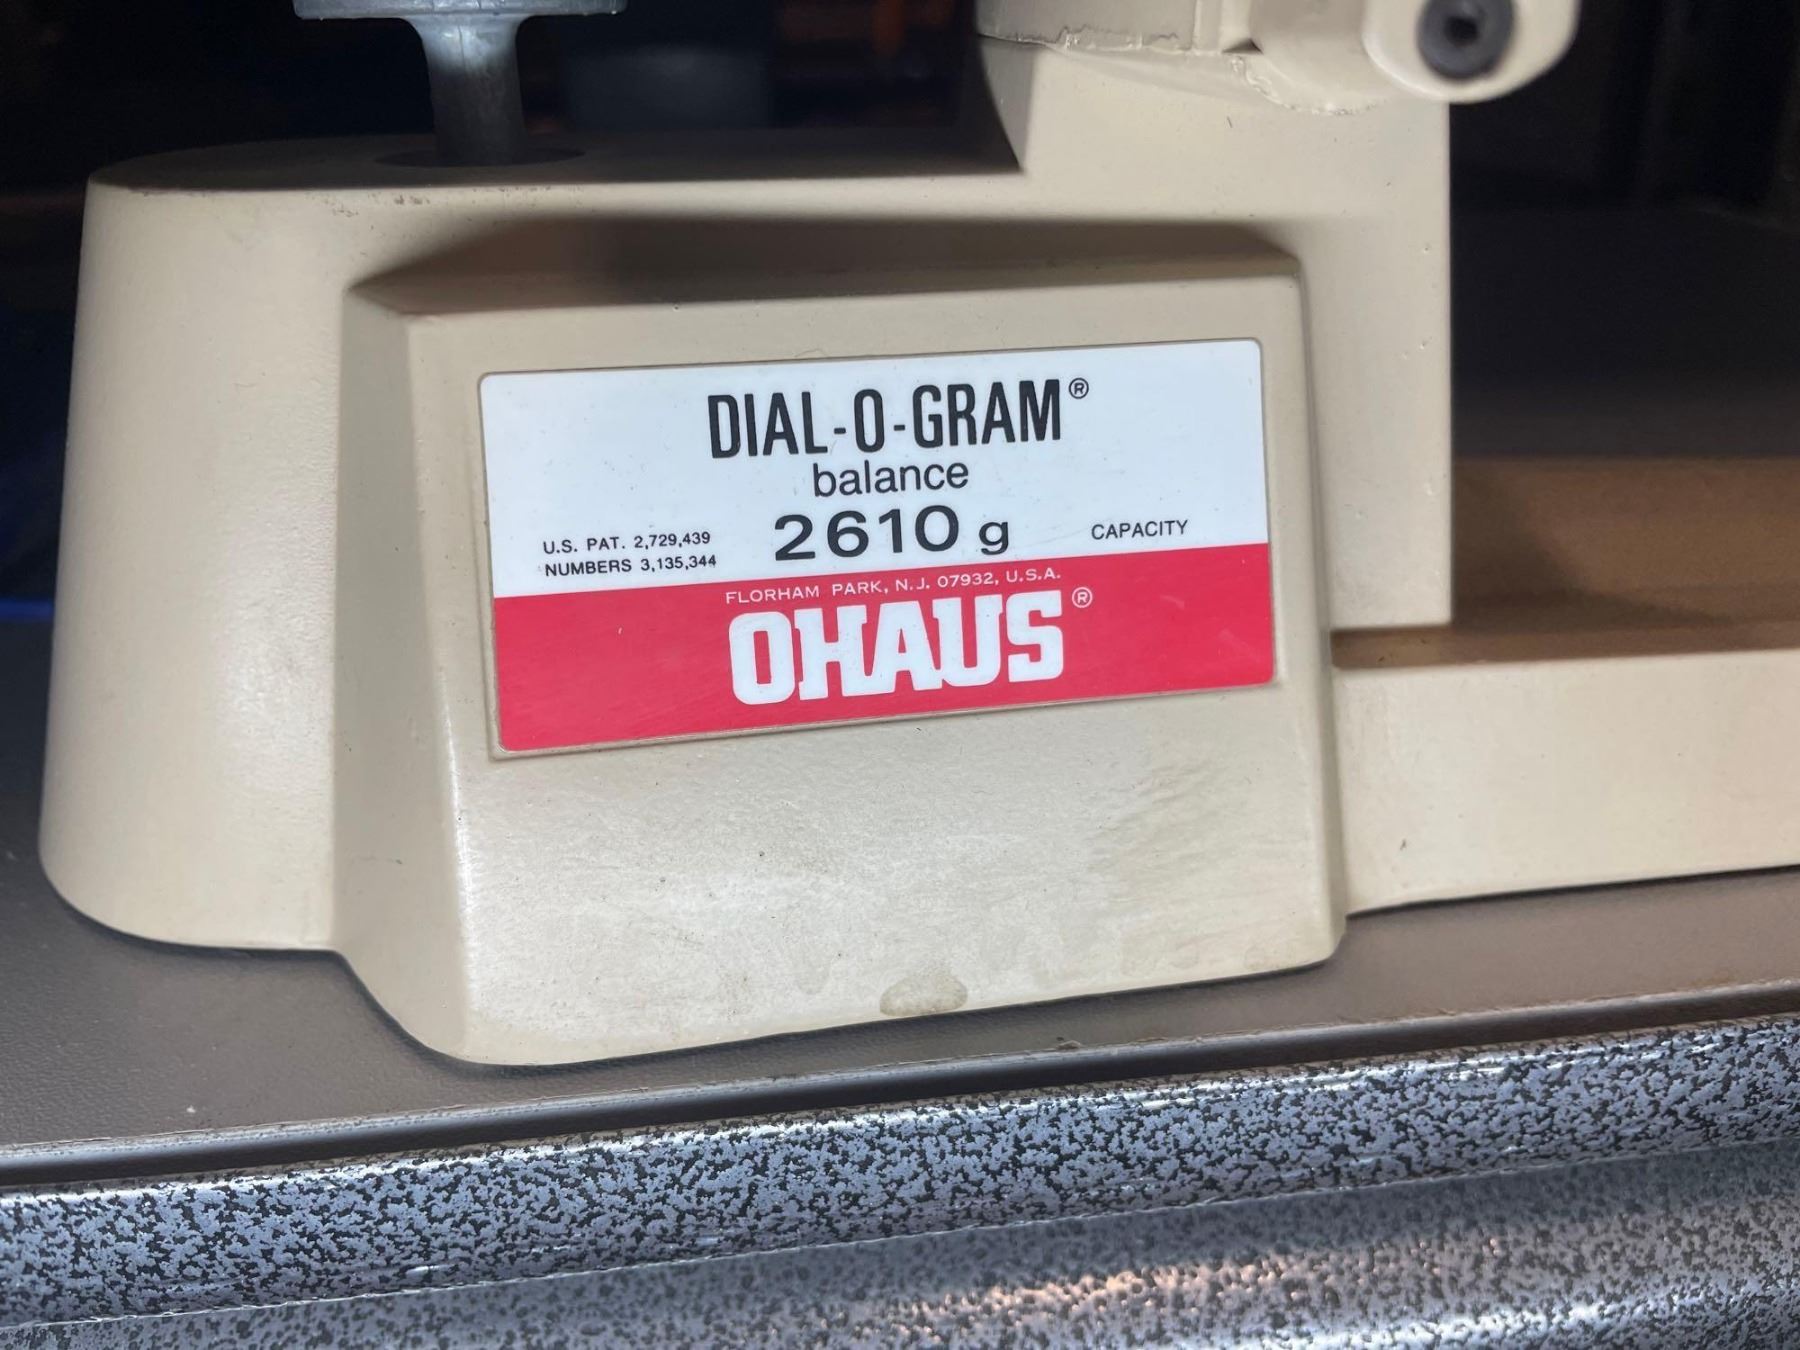 DIAL-O-GRAM®
balance
2610 g
U.S. PAT. 2,729,439
NUMBERS 3,135,344
CAPACITY
FLORHAM PARK, N.J. 07932, U.S.A.
OHAUS®